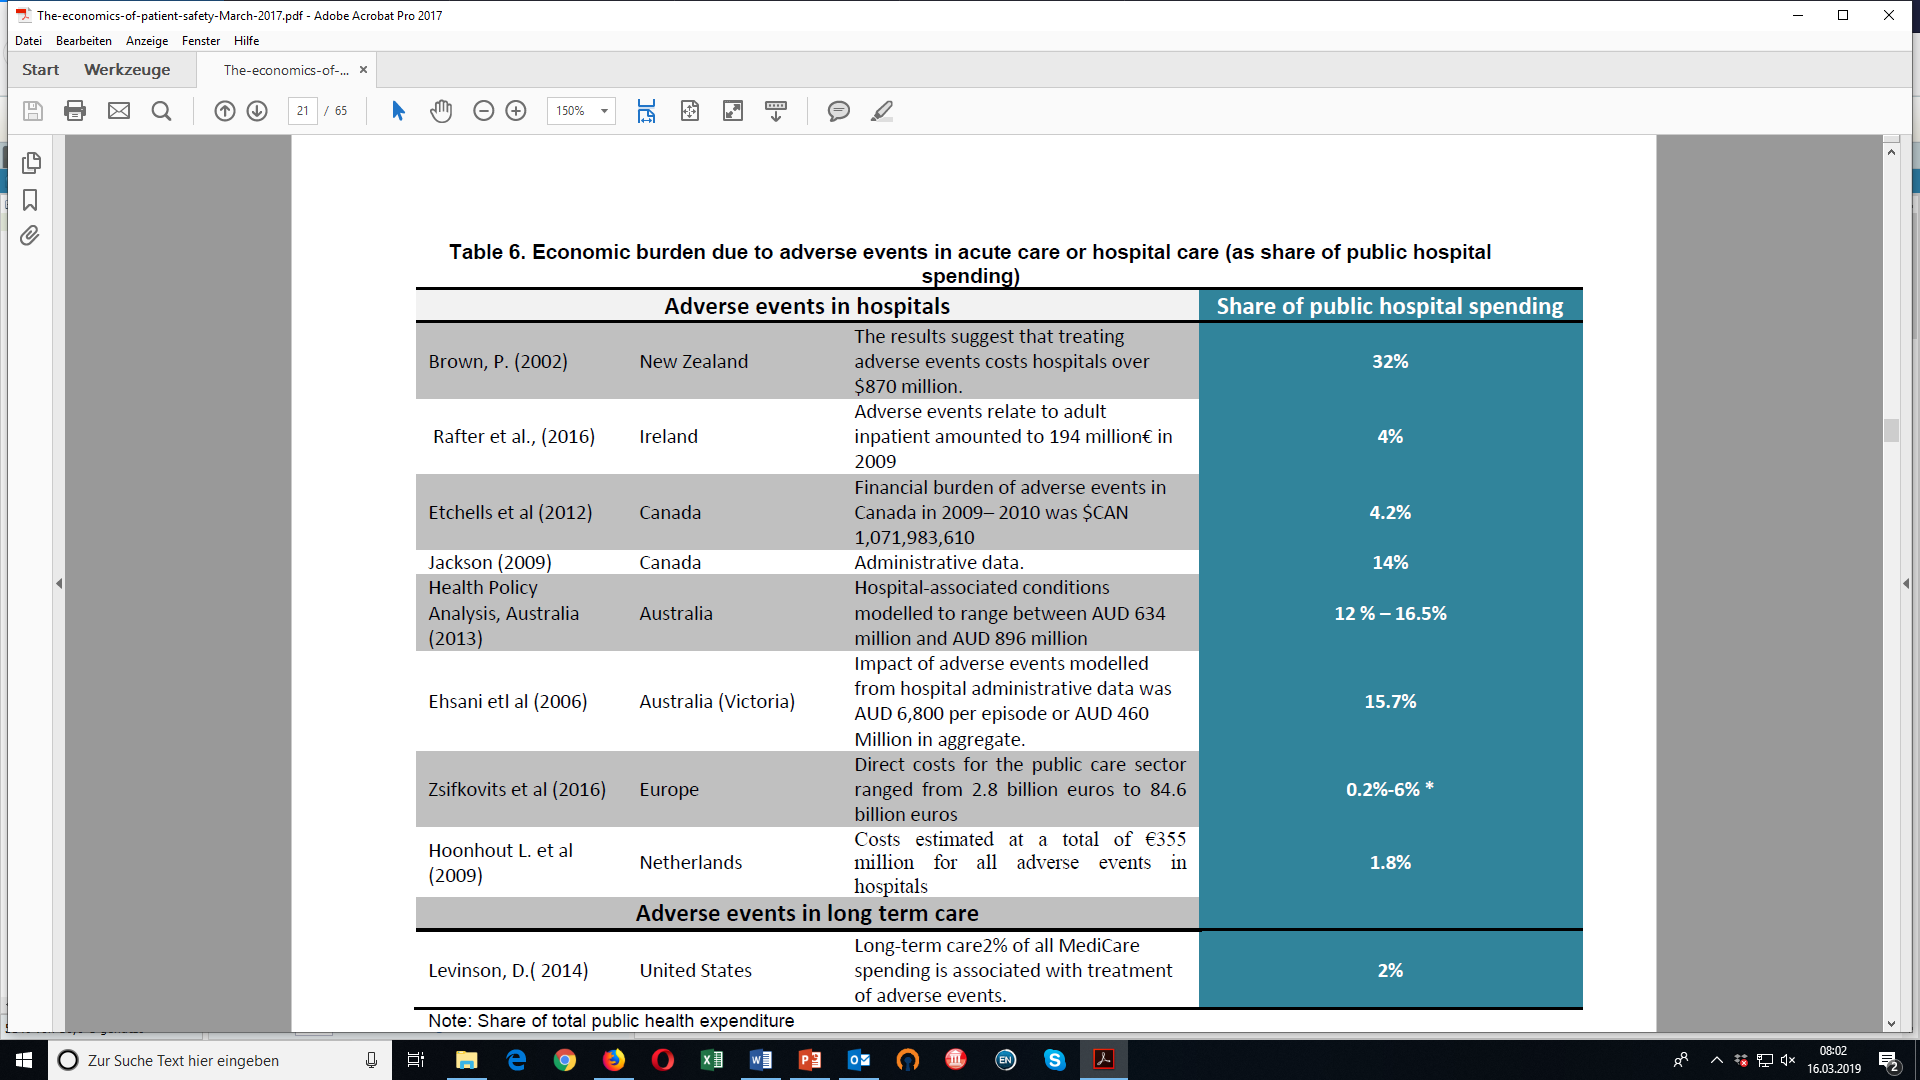 The-economics-of-patient-safety-March-2017.pdf - Adobe Acrobat Pro 2017
Datei Bearbeiten Anzeige Fenster Hilfe
Start Werkzeuge The-economics-of-... ×
21 / 65 150%
Table 6. Economic burden due to adverse events in acute care or hospital care (as share of public hospital
spending)
Adverse events in hospitals Share of public hospital spending
Brown, P. (2002) New Zealand The results suggest that treating
adverse events costs hospitals over
$870 million.
32%
Rafter et al., (2016) Ireland Adverse events relate to adult
inpatient amounted to 194 million€ in
2009
4%
Etchells et al (2012) Canada Financial burden of adverse events in
Canada in 2009– 2010 was $CAN
1,071,983,610
4.2%
Jackson (2009) Canada Administrative data. 14%
Health Policy
Analysis, Australia
(2013)
Australia
Hospital-associated conditions
modelled to range between AUD 634
million and AUD 896 million
12 % – 16.5%
Ehsani etl al (2006) Australia (Victoria) Impact of adverse events modelled
from hospital administrative data was
AUD 6,800 per episode or AUD 460
Million in aggregate.
15.7%
Zsifkovits et al (2016) Europe Direct costs for the public care sector
ranged from 2.8 billion euros to 84.6
billion euros
0.2%-6% *
Hoonhout L. et al
(2009)
Netherlands
Costs estimated at a total of €355
million for all adverse events in
hospitals
1.8%
Adverse events in long term care
Levinson, D.( 2014) United States Long-term care2% of all MediCare
spending is associated with treatment
of adverse events.
2%
Note: Share of total public health expenditure
Zur Suche Text hier eingeben
EN
08:02
16.03.2019
2